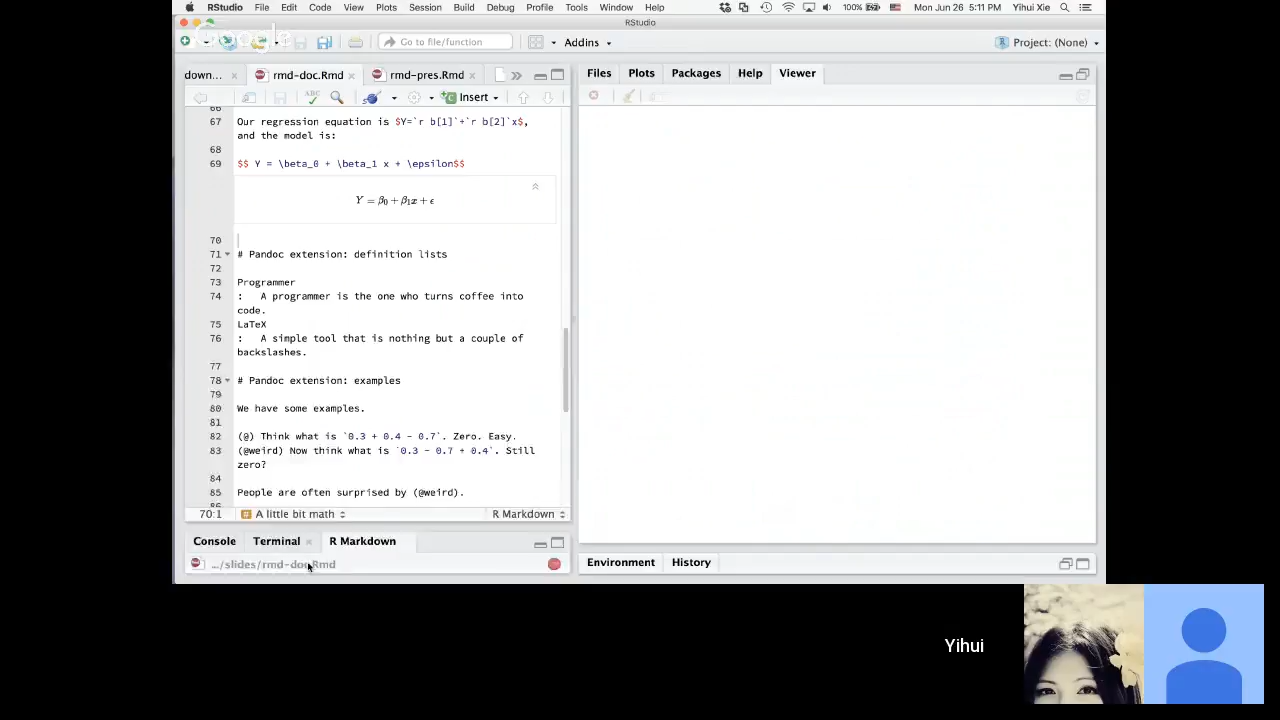 RStudio File Edit Code View Plots Session Build Debug Profile Tools Window Help 100% Mon Jun 26 5:11 PM Yihui Xie
RStudio
Google
Go to file/function Addins Project: (None)
down... rmd-doc.Rmd rmd-pres.Rmd
Files Plots Packages Help Viewer
ABC Insert
66
67 Our regression equation is $Y=`r b[1]`+`r b[2]`x$,
and the model is:
68
69 $$ Y = \beta_0 + \beta_1 x + \epsilon$$
Y = β0 + β1x + ϵ
70
71 # Pandoc extension: definition lists
72
73 Programmer
74 :   A programmer is the one who turns coffee into
code.
75 LaTeX
76 :   A simple tool that is nothing but a couple of
backslashes.
77
78 # Pandoc extension: examples
79
80 We have some examples.
81
82 (@) Think what is `0.3 + 0.4 - 0.7`. Zero. Easy.
83 (@weird) Now think what is `0.3 - 0.7 + 0.4`. Still
zero?
84
85 People are often surprised by (@weird).
86
70:1 # A little bit math R Markdown
Console Terminal R Markdown
.../slides/rmd-doc.Rmd
Environment History
Yihui